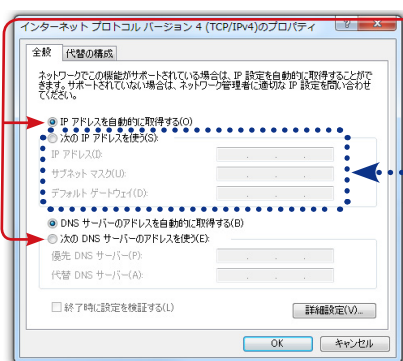 インターネット プロトコル バージョン 4 (TCP/IPv4)のプロパティ
全般 代替の構成
ネットワークでこの機能がサポートされている場合は、IP 設定を自動的に取得することがで
きます。サポートされていない場合は、ネットワーク管理者に適切な IP 設定を問い合わせ
てください。
IP アドレスを自動的に取得する(O)
次の IP アドレスを使う(S):
IP アドレス(I):
サブネット マスク(U):
デフォルト ゲートウェイ(D):
DNS サーバーのアドレスを自動的に取得する(B)
次の DNS サーバーのアドレスを使う(E):
優先 DNS サーバー(P):
代替 DNS サーバー(A):
終了時に設定を検証する(L)
詳細設定(V)...
OK キャンセル